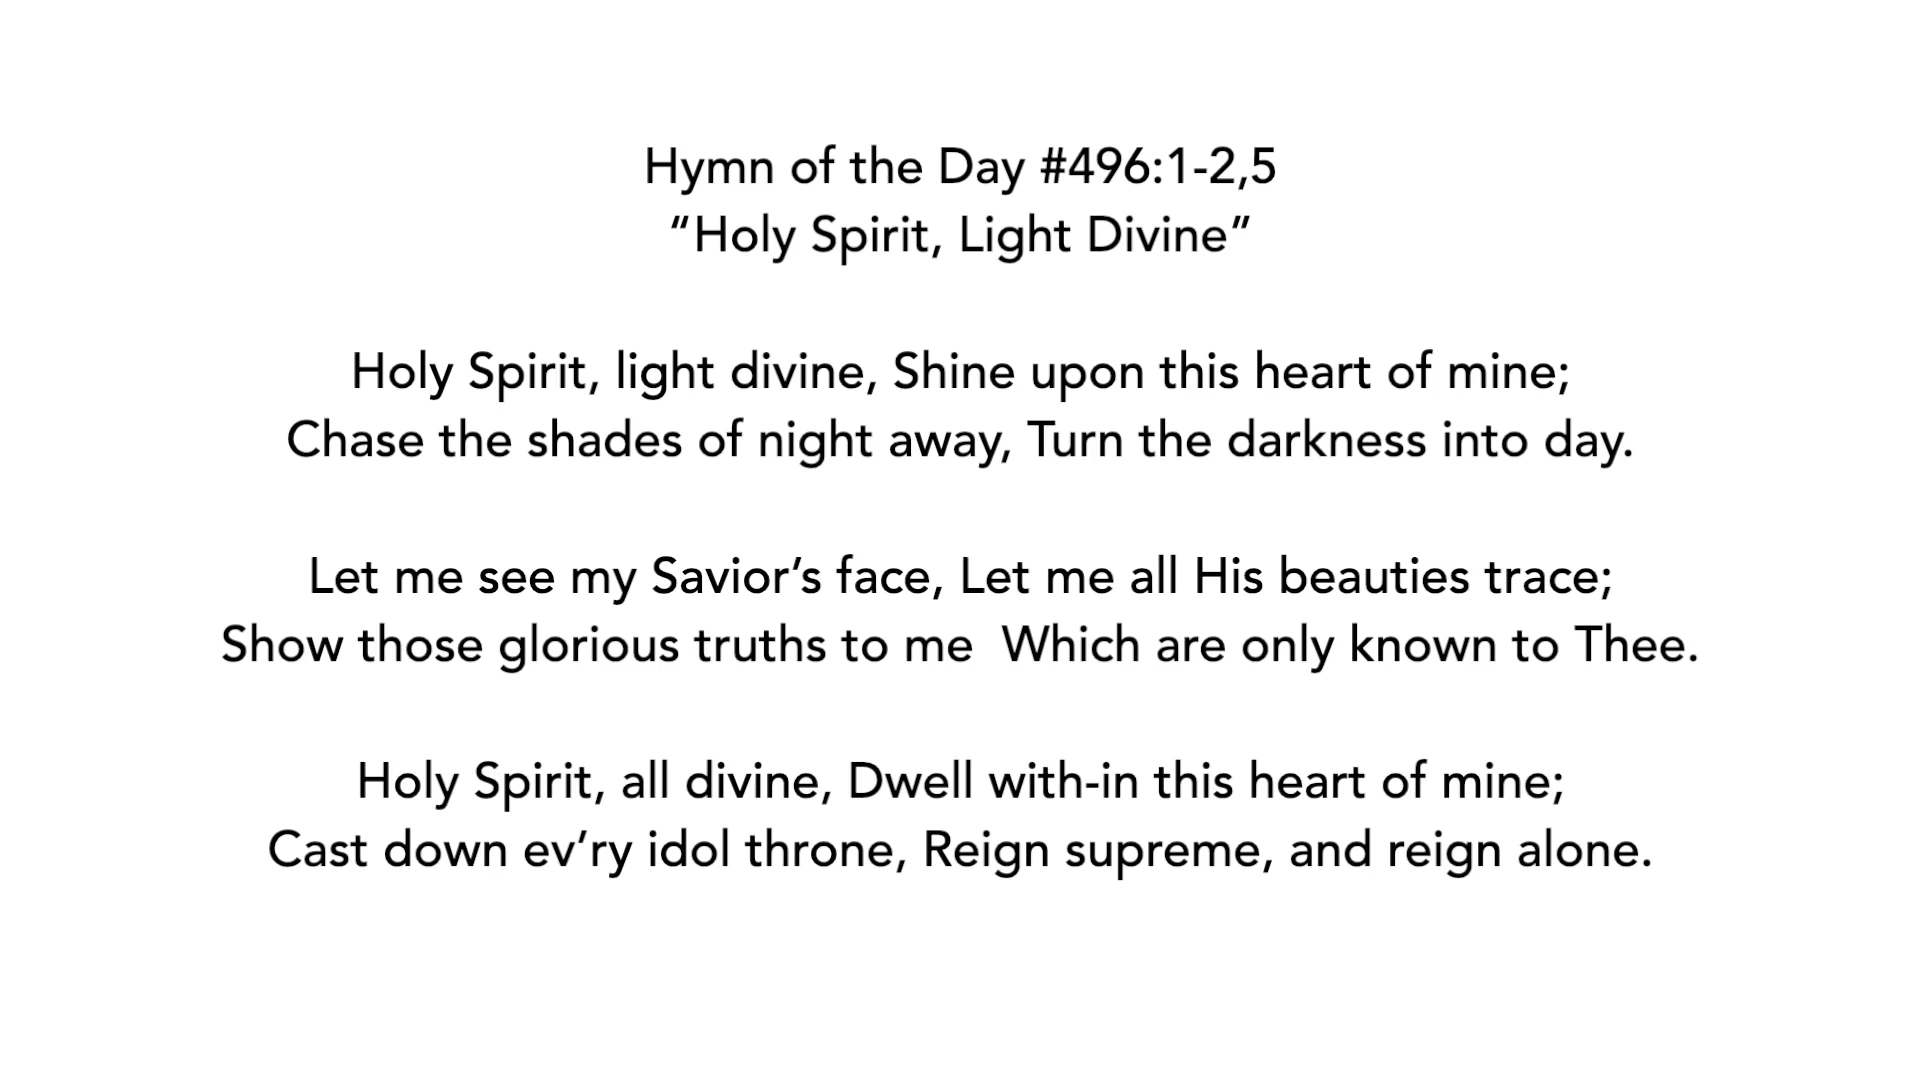 Hymn of the Day #496:1-2,5
“Holy Spirit, Light Divine”
Holy Spirit, light divine, Shine upon this heart of mine;
Chase the shades of night away, Turn the darkness into day.
Let me see my Savior’s face, Let me all His beauties trace;
Show those glorious truths to me  Which are only known to Thee.
Holy Spirit, all divine, Dwell with-in this heart of mine;
Cast down ev’ry idol throne, Reign supreme, and reign alone.